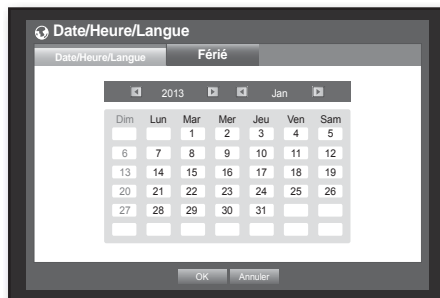 Date/Heure/Langue
Date/Heure/Langue Férié
2013 Jan
Dim Lun Mar Mer Jeu Ven Sam
1 2 3 4 5
6 7 8 9 10 11 12
13 14 15 16 17 18 19
20 21 22 23 24 25 26
27 28 29 30 31
OK Annuler